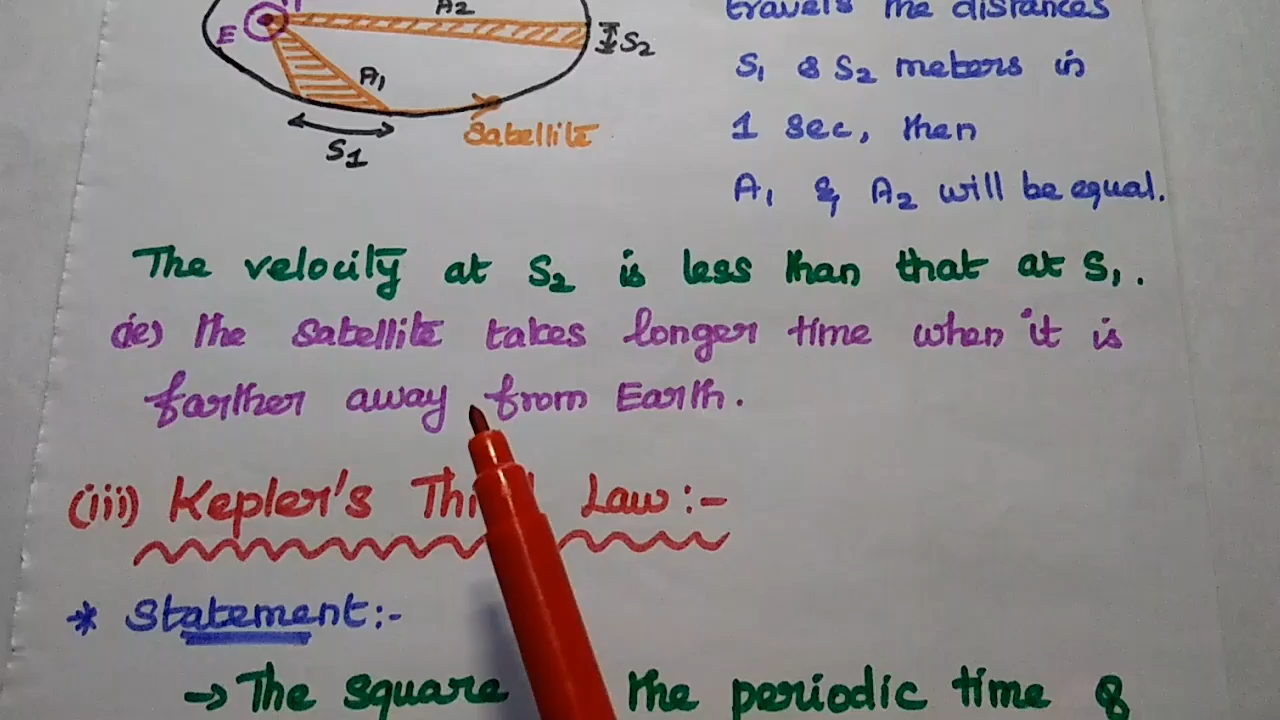 A2
travels the distances
E
S2
S1 & S2 meters in
A1
1 sec, then
Satellite
S1
A1 & A2 will be equal.
The velocity at S2 is less than that at S1.
(ie) the satellite takes longer time when it is
farther away from Earth.
(iii) Kepler's Third Law:-
* Statement:-
→ The square the periodic time of